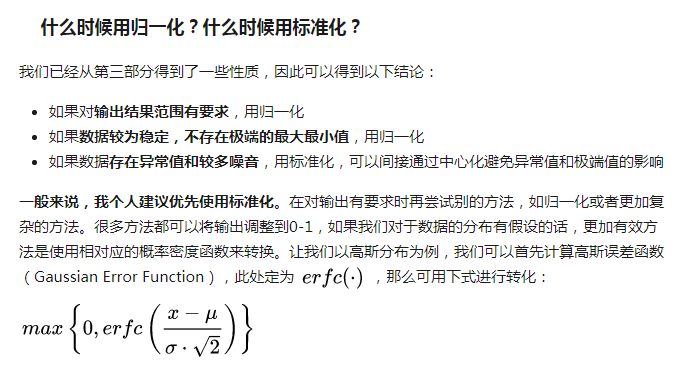 什么时候用归一化？什么时候用标准化？
我们已经从第三部分得到了一些性质，因此可以得到以下结论：
• 如果对输出结果范围有要求，用归一化
• 如果数据较为稳定，不存在极端的最大最小值，用归一化
• 如果数据存在异常值和较多噪音，用标准化，可以间接通过中心化避免异常值和极端值的影响
一般来说，我个人建议优先使用标准化。在对输出有要求时再尝试别的方法，如归一化或者更加复
杂的方法。很多方法都可以将输出调整到0-1，如果我们对于数据的分布有假设的话，更加有效方
法是使用相对应的概率密度函数来转换。让我们以高斯分布为例，我们可以首先计算高斯误差函数
（Gaussian Error Function），此处定为 erfc(·) ，那么可用下式进行转化：
max{0, erfc((x − μ)/(σ · √2))}